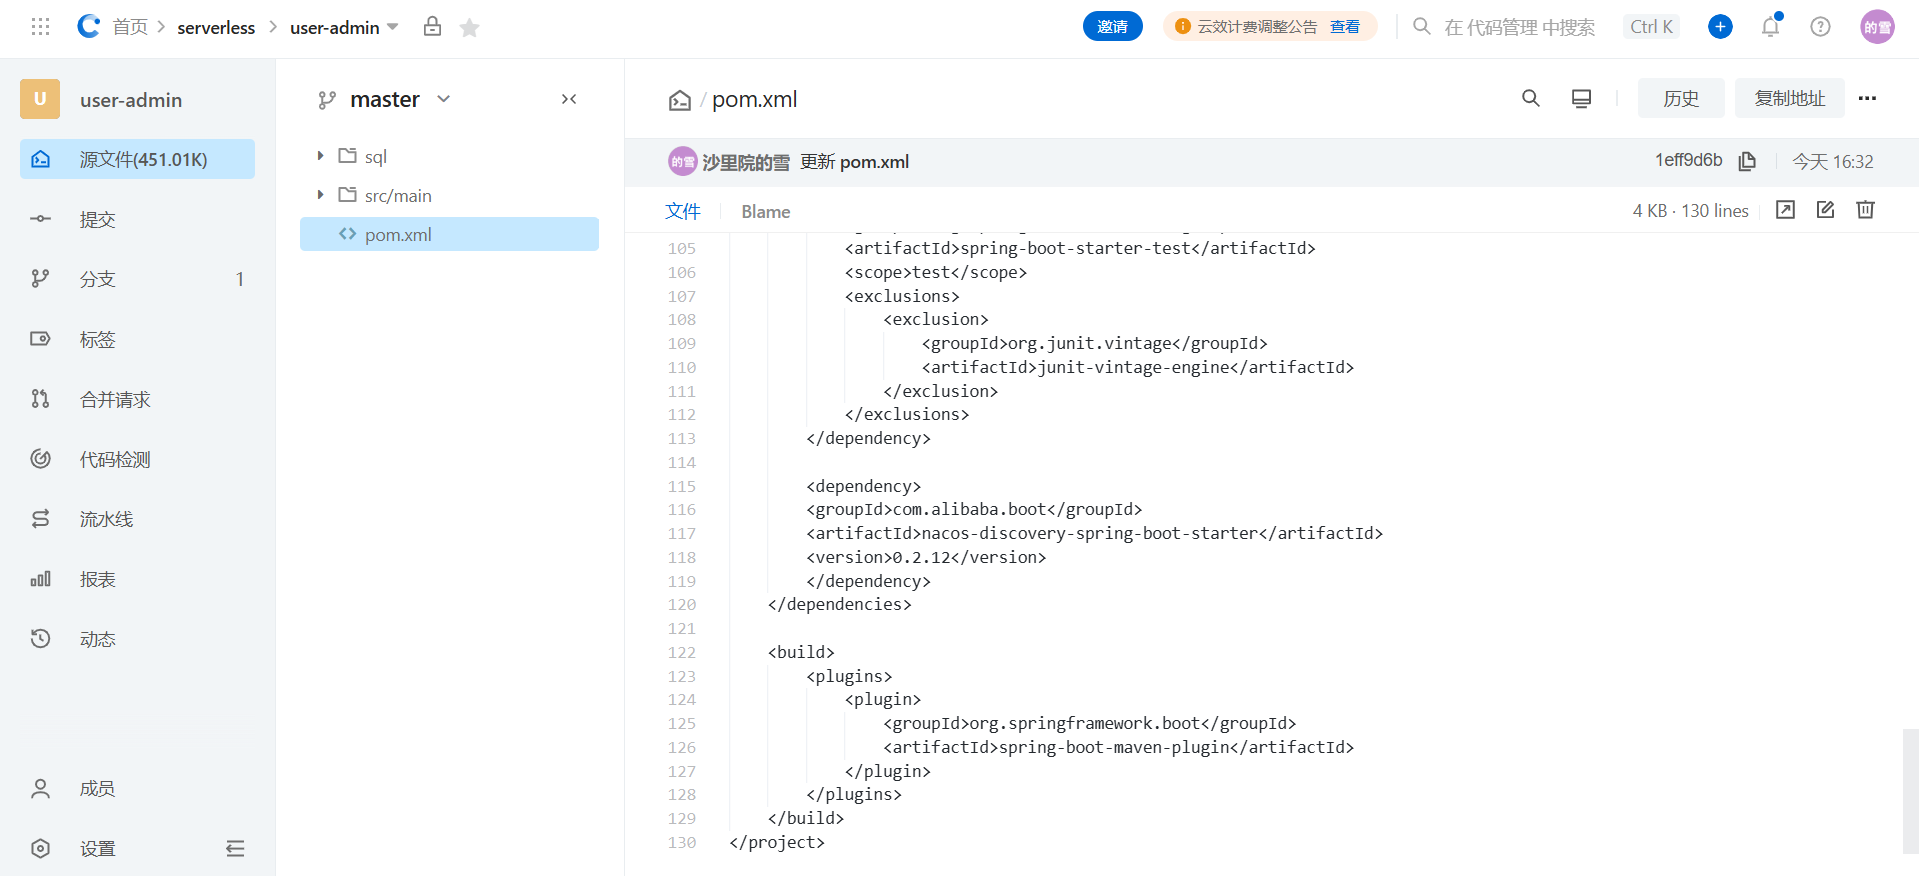 首页 serverless user-admin 邀请 云效计费调整公告 查看 在 代码管理 中搜索 Ctrl K 的雪
U user-admin
源文件(451.01K)
提交
分支 1
标签
合并请求
代码检测
流水线
报表
动态
成员
设置
master
sql
src/main
pom.xml
/ pom.xml 历史 复制地址
的雪 沙里院的雪 更新 pom.xml 1eff9d6b 今天 16:32
文件 Blame 4 KB · 130 lines
105 <artifactId>spring-boot-starter-test</artifactId>
106 <scope>test</scope>
107 <exclusions>
108 <exclusion>
109 <groupId>org.junit.vintage</groupId>
110 <artifactId>junit-vintage-engine</artifactId>
111 </exclusion>
112 </exclusions>
113 </dependency>
114
115 <dependency>
116 <groupId>com.alibaba.boot</groupId>
117 <artifactId>nacos-discovery-spring-boot-starter</artifactId>
118 <version>0.2.12</version>
119 </dependency>
120 </dependencies>
121
122 <build>
123 <plugins>
124 <plugin>
125 <groupId>org.springframework.boot</groupId>
126 <artifactId>spring-boot-maven-plugin</artifactId>
127 </plugin>
128 </plugins>
129 </build>
130 </project>